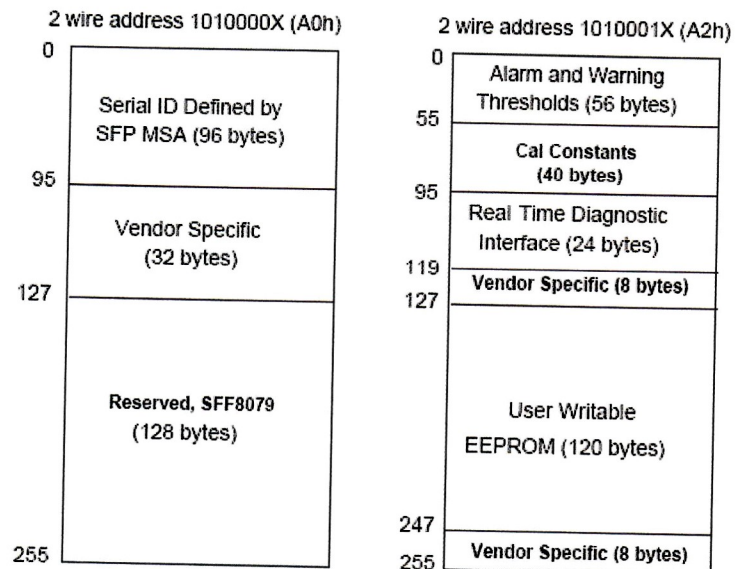 2 wire address 1010000X (A0h)
0
Serial ID Defined by
SFP MSA (96 bytes)
95
Vendor Specific
(32 bytes)
127
Reserved, SFF8079
(128 bytes)
255
2 wire address 1010001X (A2h)
0
Alarm and Warning
Thresholds (56 bytes)
55
Cal Constants
(40 bytes)
95
Real Time Diagnostic
Interface (24 bytes)
119
Vendor Specific (8 bytes)
127
User Writable
EEPROM (120 bytes)
247
Vendor Specific (8 bytes)
255